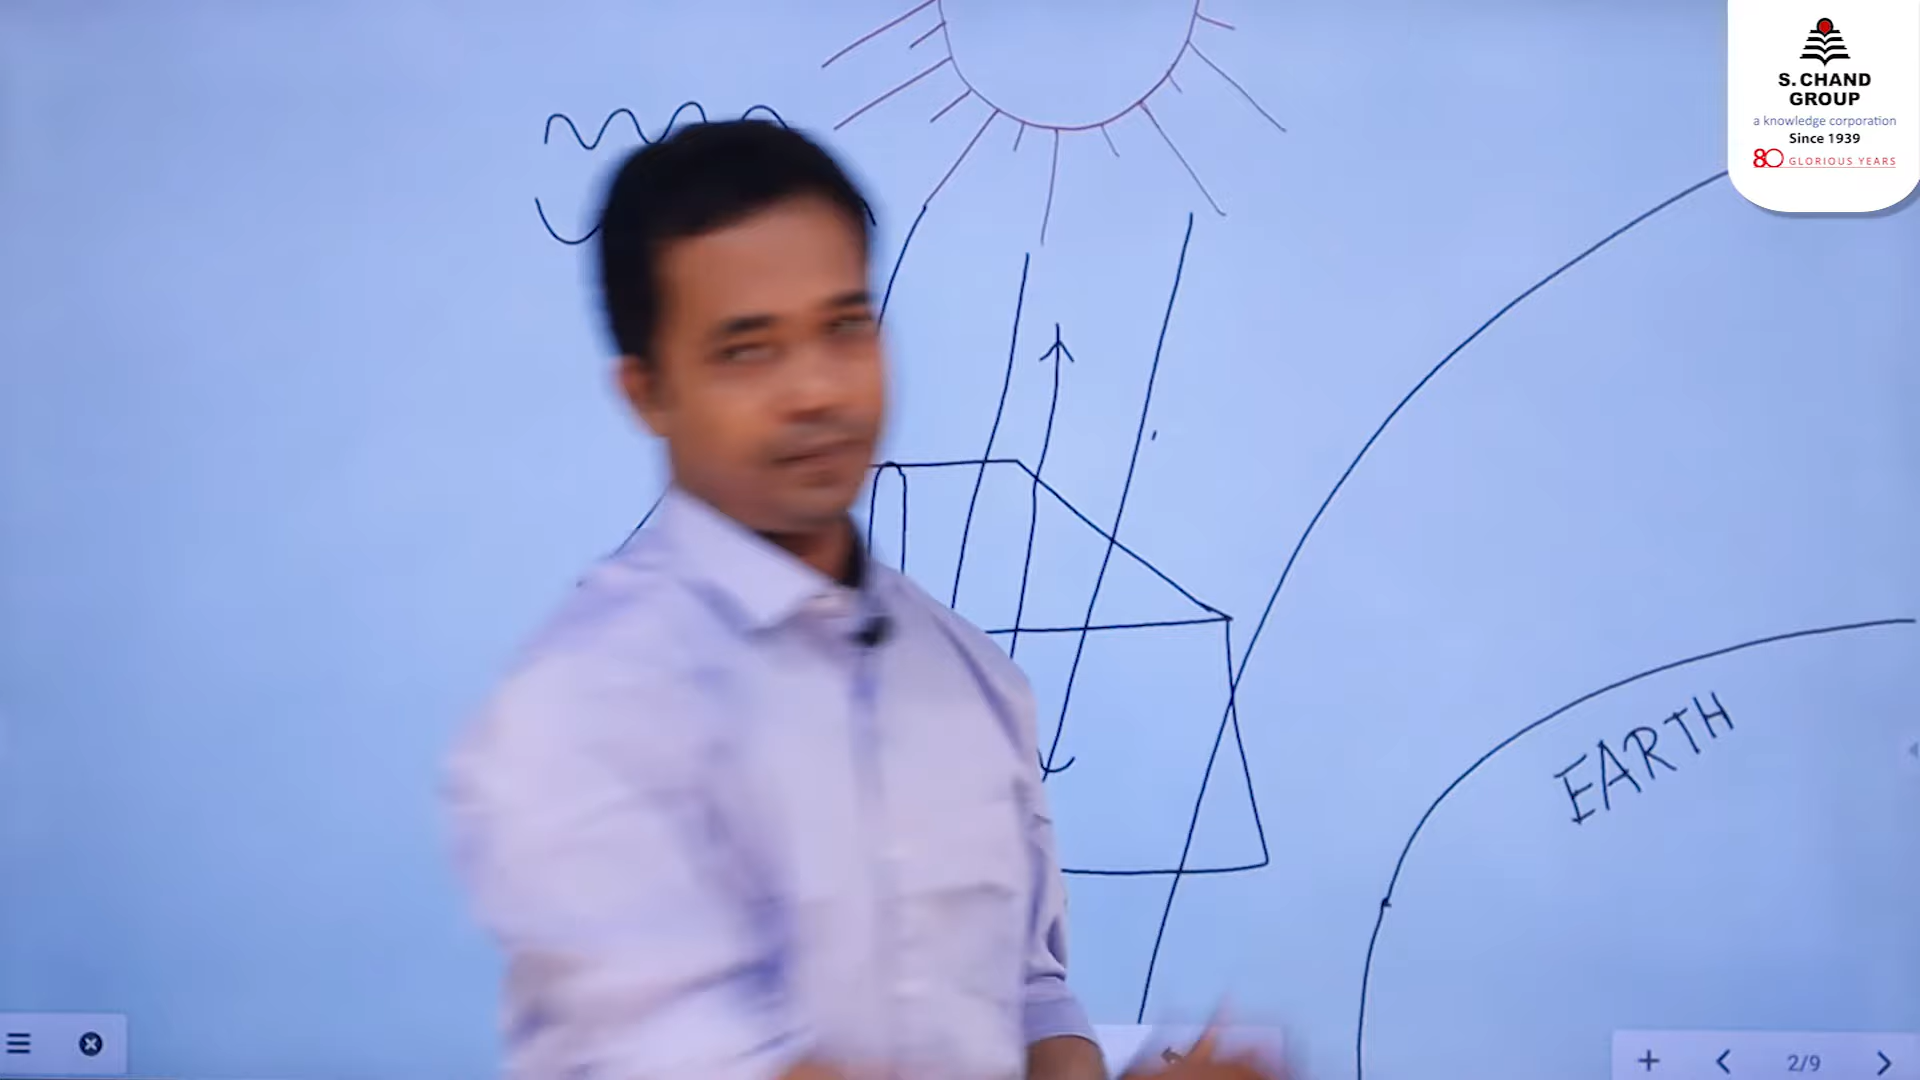 S. CHAND
GROUP
a knowledge corporation
Since 1939
80 GLORIOUS YEARS
EARTH
2/9